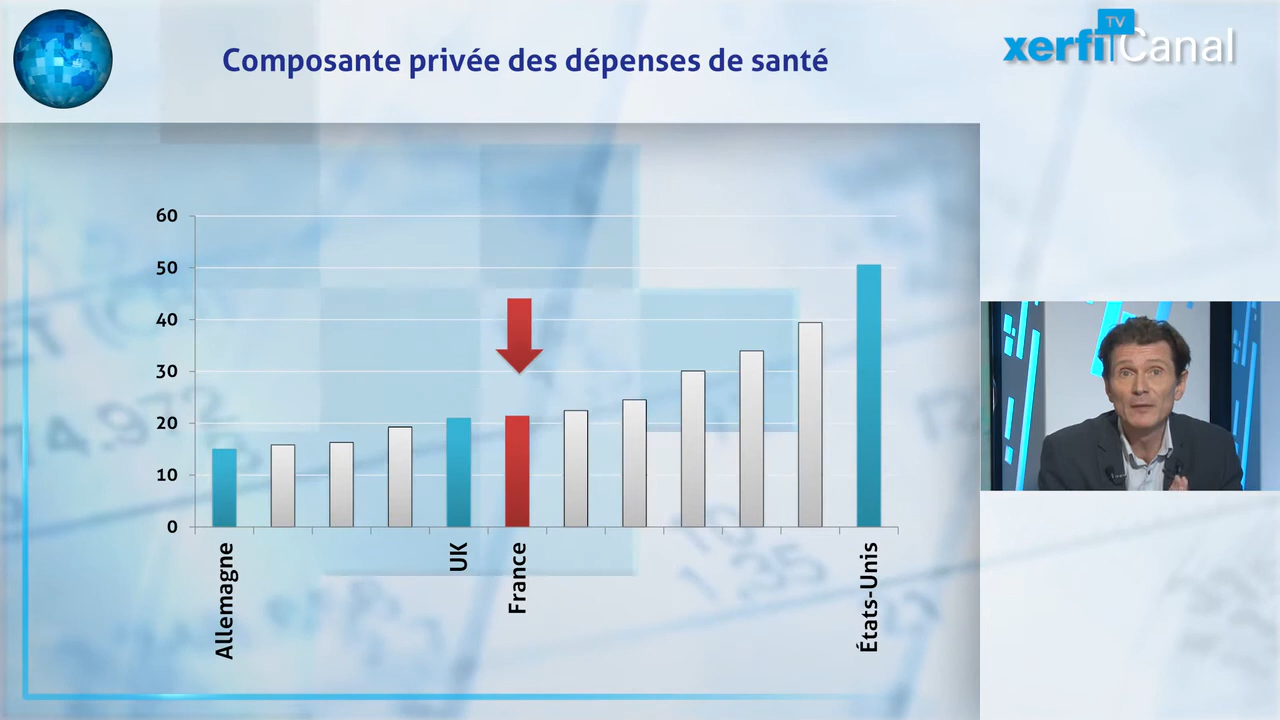 Composante privée des dépenses de santé
TV
xerfi Canal
60
50
40
30
20
10
0
Allemagne
UK
France
États-Unis